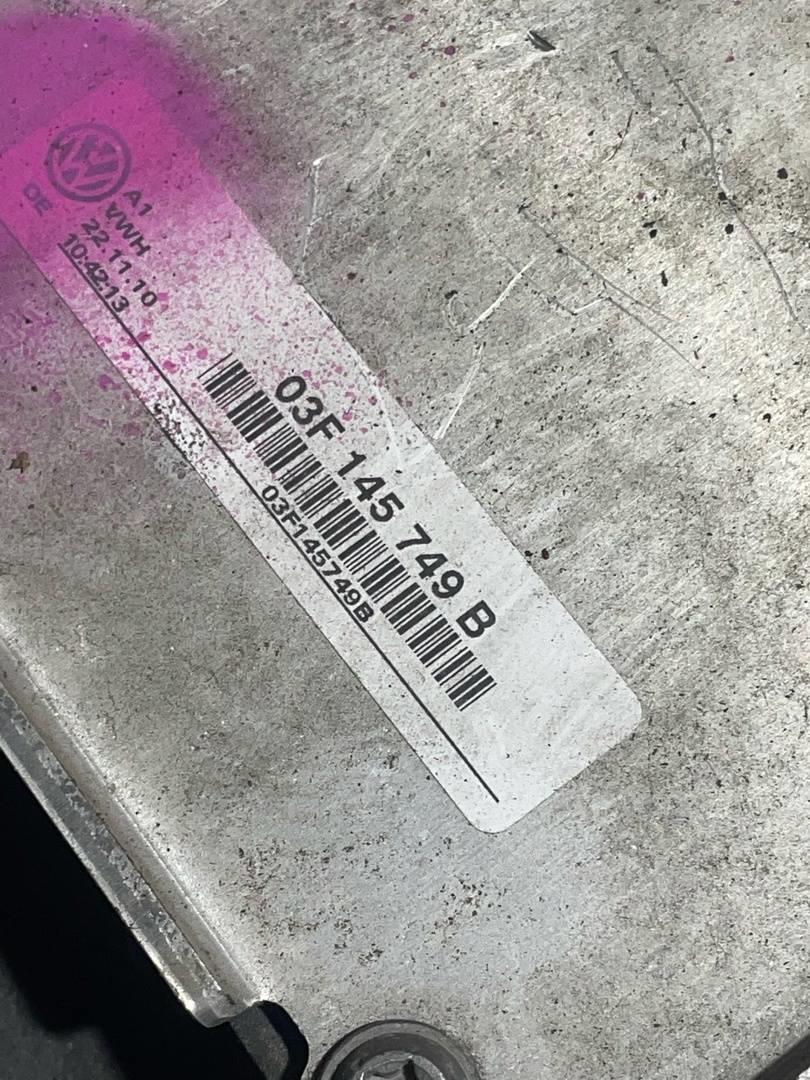 DE
A1
VWH
22.11.10
10:42:13
03F 145 749 B
03F145749B